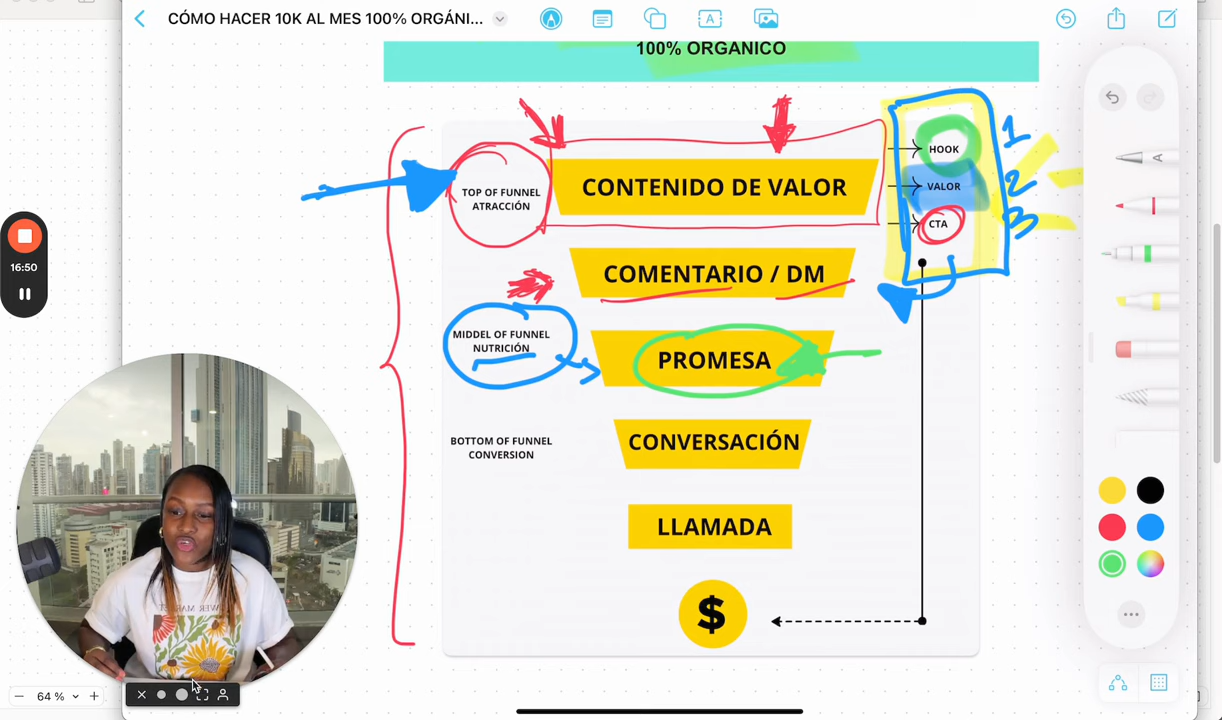 CÓMO HACER 10K AL MES 100% ORGÁNI...
A
100% ORGANICO
HOOK
1
TOP OF FUNNEL
ATRACCIÓN
CONTENIDO DE VALOR
VALOR
2
CTA
3
16:50
COMENTARIO / DM
MIDDEL OF FUNNEL
NUTRICIÓN
PROMESA
BOTTOM OF FUNNEL
CONVERSION
CONVERSACIÓN
LLAMADA
$
64 %